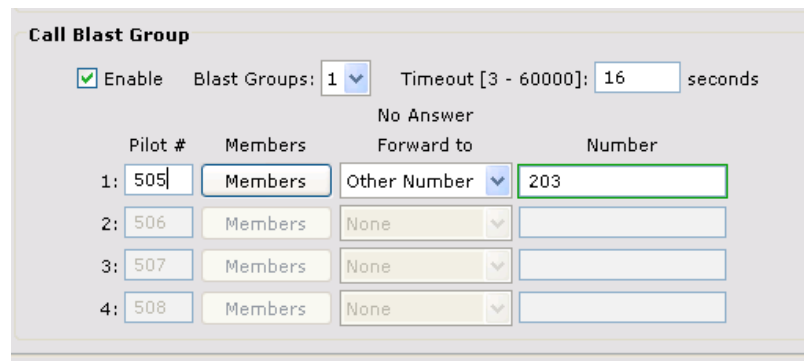 Call Blast Group
Enable Blast Groups: 1 Timeout [3 - 60000]: 16 seconds
No Answer
Pilot # Members Forward to Number
1: 505 Members Other Number 203
2: 506 Members None
3: 507 Members None
4: 508 Members None